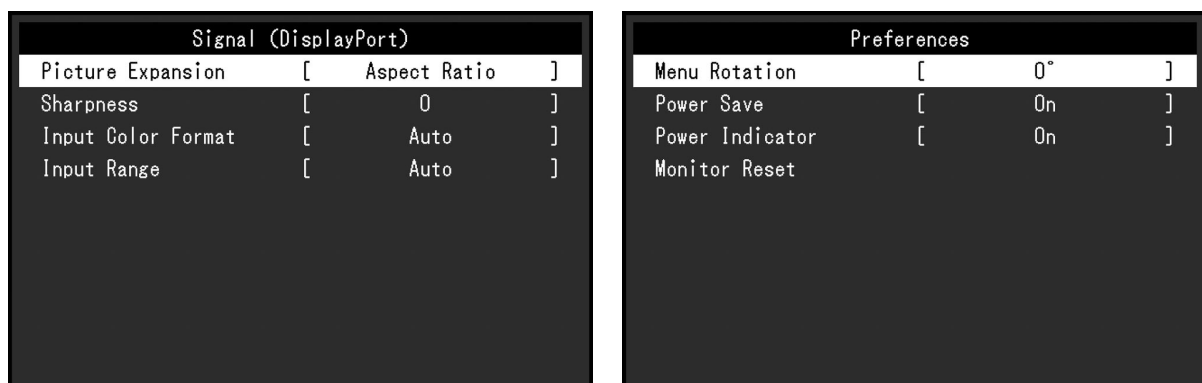 Signal (DisplayPort)
Picture Expansion [ Aspect Ratio ]
Sharpness [ 0 ]
Input Color Format [ Auto ]
Input Range [ Auto ]
Preferences
Menu Rotation [ 0° ]
Power Save [ On ]
Power Indicator [ On ]
Monitor Reset